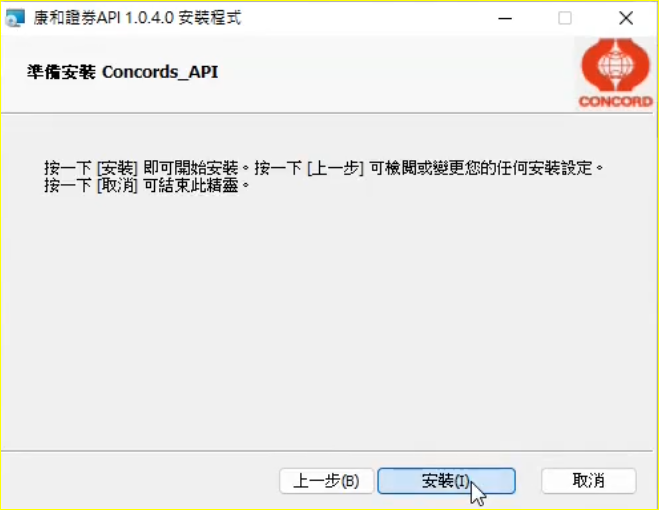 康和證券API 1.0.4.0 安裝程式
準備安裝 Concords_API
CONCORD
按一下 [安裝] 即可開始安裝。按一下 [上一步] 可檢閱或變更您的任何安裝設定。
按一下 [取消] 可結束此精靈。
上一步(B) 安裝(I) 取消